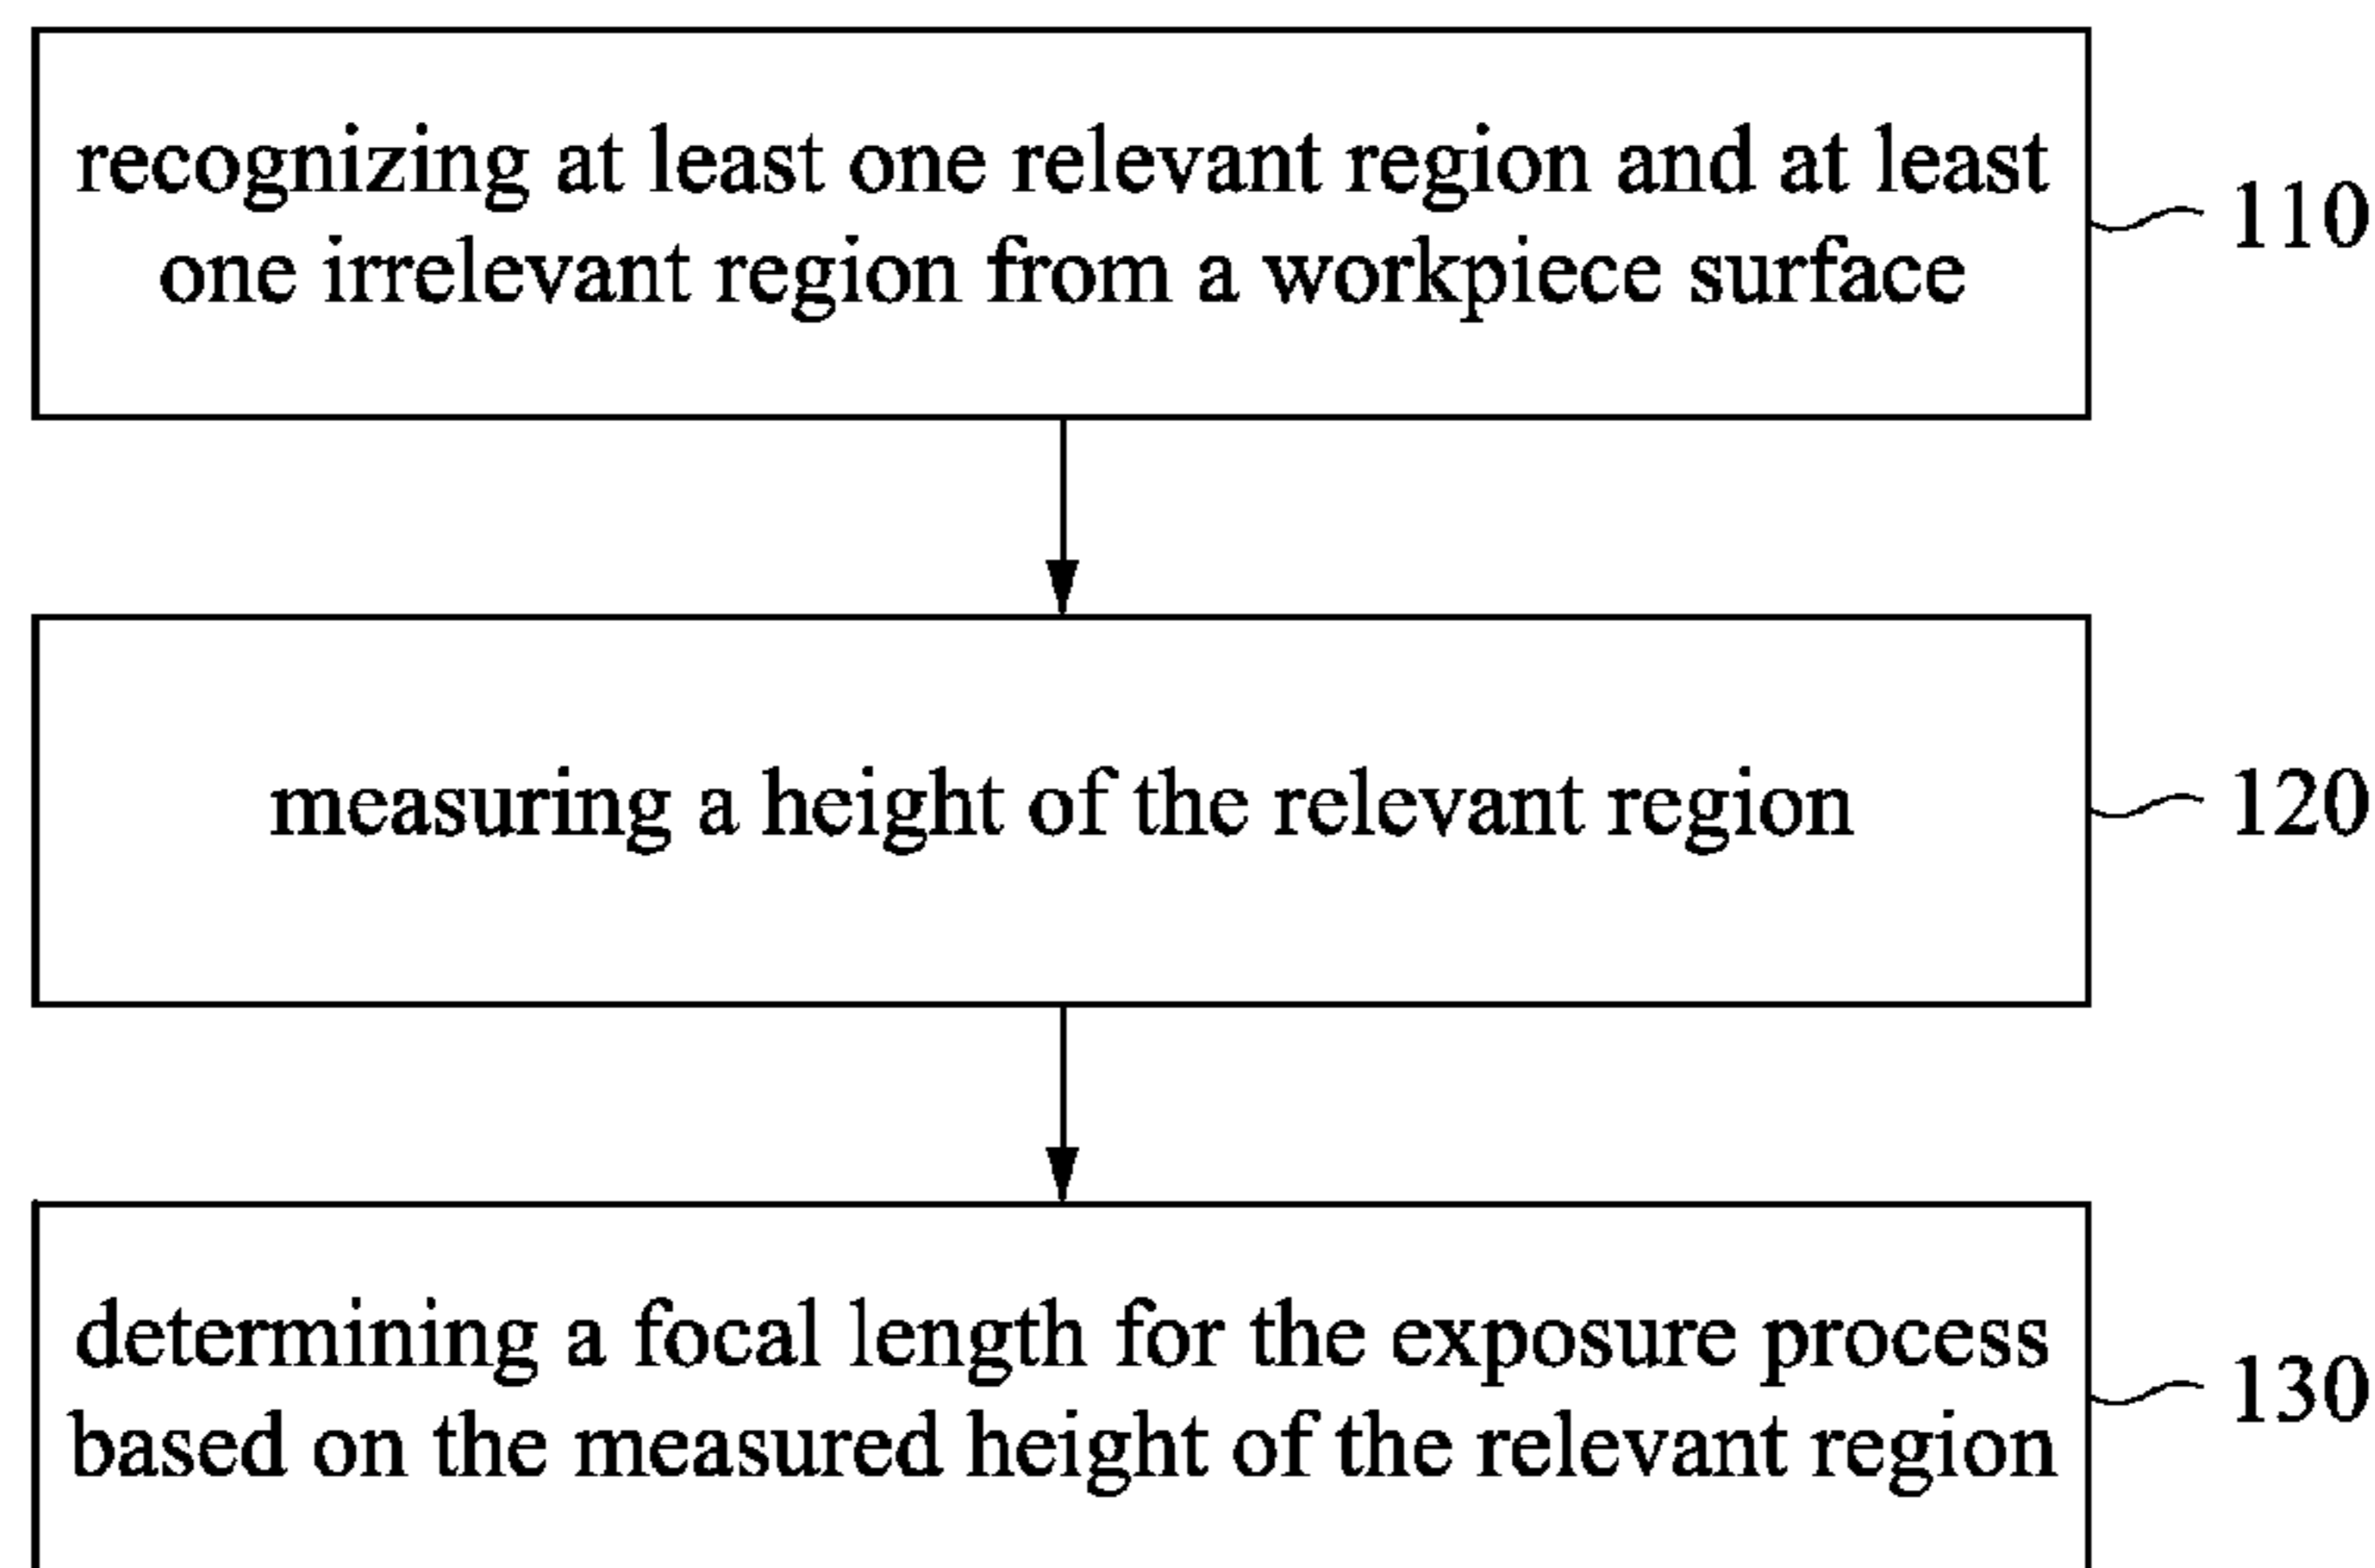 recognizing at least one relevant region and at least
one irrelevant region from a workpiece surface
110
measuring a height of the relevant region
120
determining a focal length for the exposure process
based on the measured height of the relevant region
130